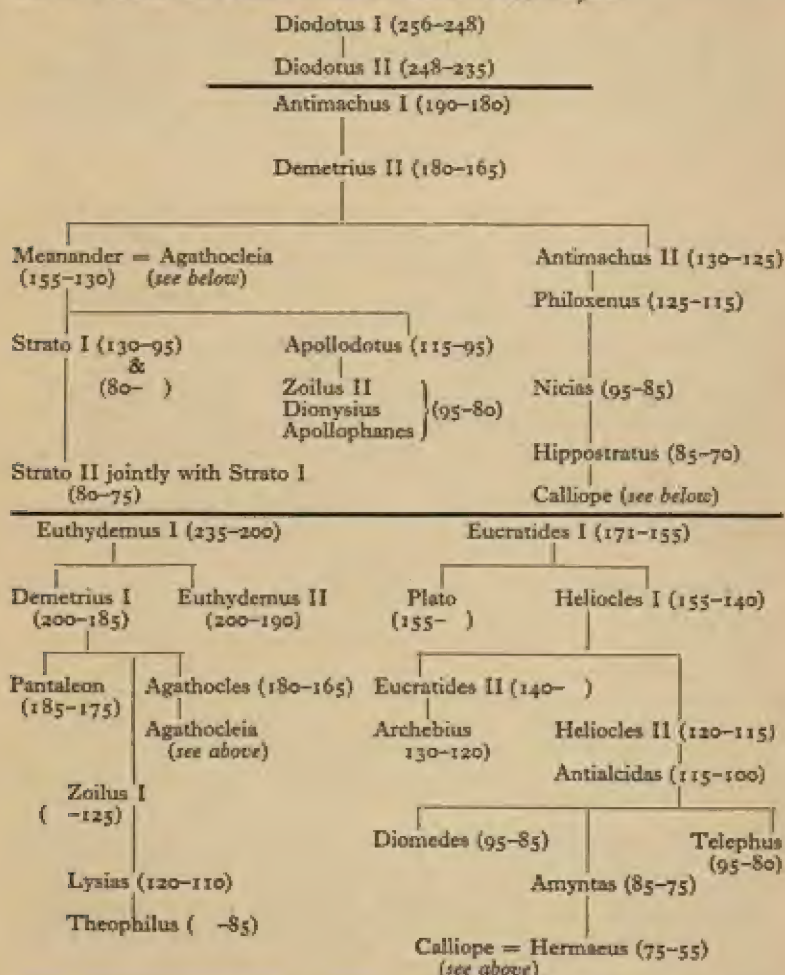 Diodotus I (256-248)
Diodotus II (248-235)
Antimachus I (190-180)
Demetrius II (180-165)
Meanander = Agathocleia
(155-130) (see below)
Antimachus II (130-125)
Philoxenus (125-115)
Strato I (130-95)
&
(80- )
Apollodotus (115-95)
Zoilus II
Dionysius } (95-80)
Apollophanes
Nicias (95-85)
Hippostratus (85-70)
Strato II jointly with Strato I
(80-75)
Calliope (see below)
Euthydemus I (235-200)
Eucratides I (171-155)
Demetrius I
(200-185)
Euthydemus II
(200-190)
Plato
(155- )
Heliocles I (155-140)
Pantaleon
(185-175)
Agathocles (180-165)
Agathocleia
(see above)
Eucratides II (140- )
Archebius
130-120)
Heliocles II (120-115)
Antialcidas (115-100)
Zoilus I
( -125)
Diomedes (95-85)
Telephus
(95-80)
Lysias (120-110)
Amyntas (85-75)
Theophilus ( -85)
Calliope = Hermaeus (75-55)
(see above)